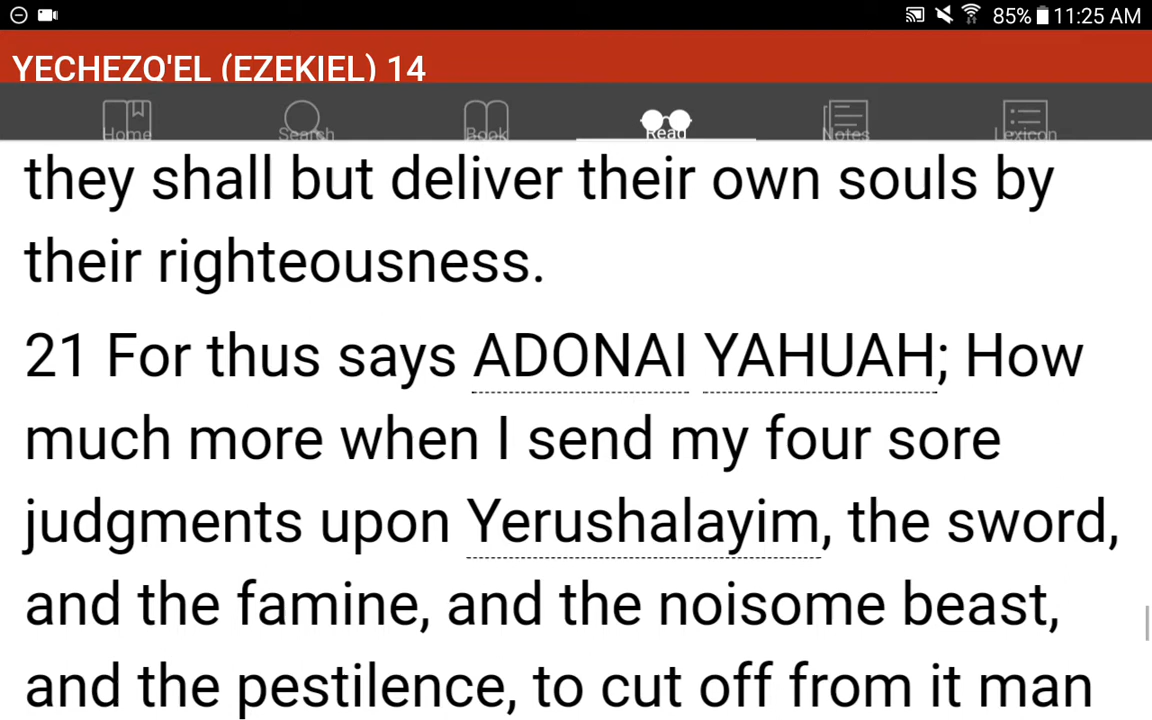 85% 11:25 AM
YECHEZQ'EL (EZEKIEL) 14
Home Search Book Read Notes Lexicon
they shall but deliver their own souls by
their righteousness.
21 For thus says ADONAI YAHUAH; How
much more when I send my four sore
judgments upon Yerushalayim, the sword,
and the famine, and the noisome beast,
and the pestilence, to cut off from it man